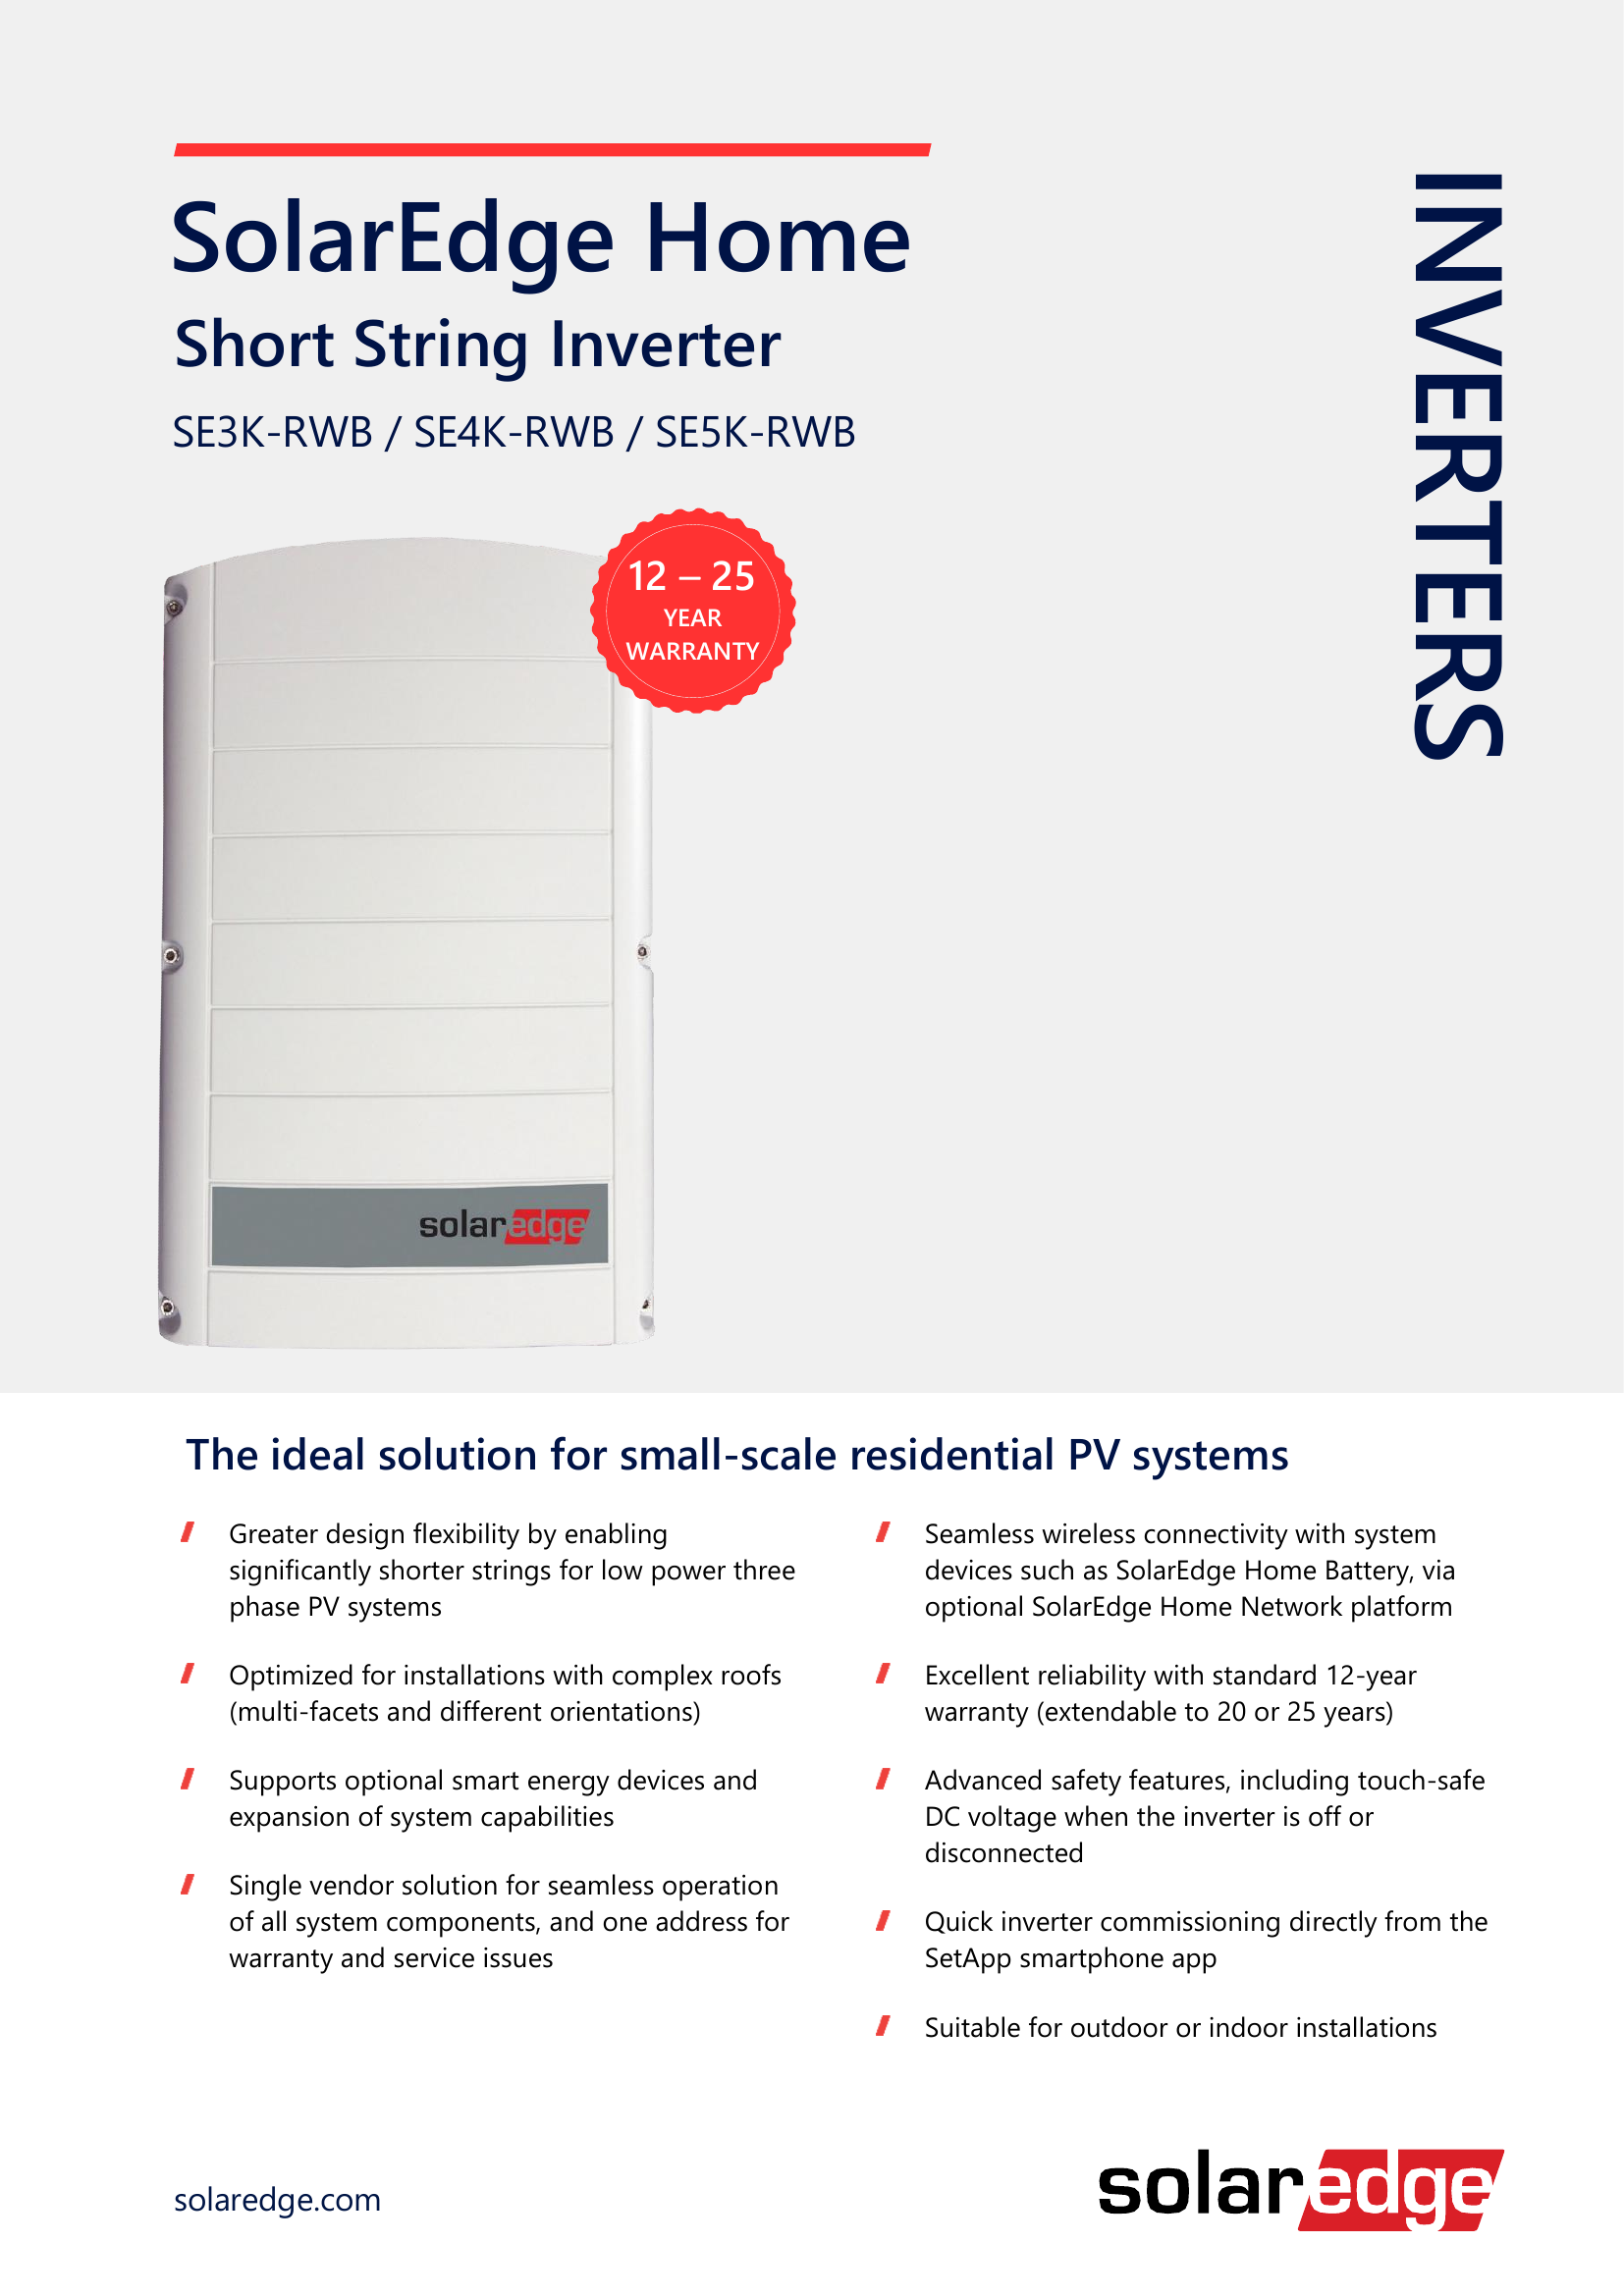 SolarEdge Home
Short String Inverter
SE3K-RWB / SE4K-RWB / SE5K-RWB
INVERTERS
12 – 25
YEAR
WARRANTY
solaredge
The ideal solution for small-scale residential PV systems
Greater design flexibility by enabling
significantly shorter strings for low power three
phase PV systems
Optimized for installations with complex roofs
(multi-facets and different orientations)
Supports optional smart energy devices and
expansion of system capabilities
Single vendor solution for seamless operation
of all system components, and one address for
warranty and service issues
Seamless wireless connectivity with system
devices such as SolarEdge Home Battery, via
optional SolarEdge Home Network platform
Excellent reliability with standard 12-year
warranty (extendable to 20 or 25 years)
Advanced safety features, including touch-safe
DC voltage when the inverter is off or
disconnected
Quick inverter commissioning directly from the
SetApp smartphone app
Suitable for outdoor or indoor installations
solaredge.com
solaredge